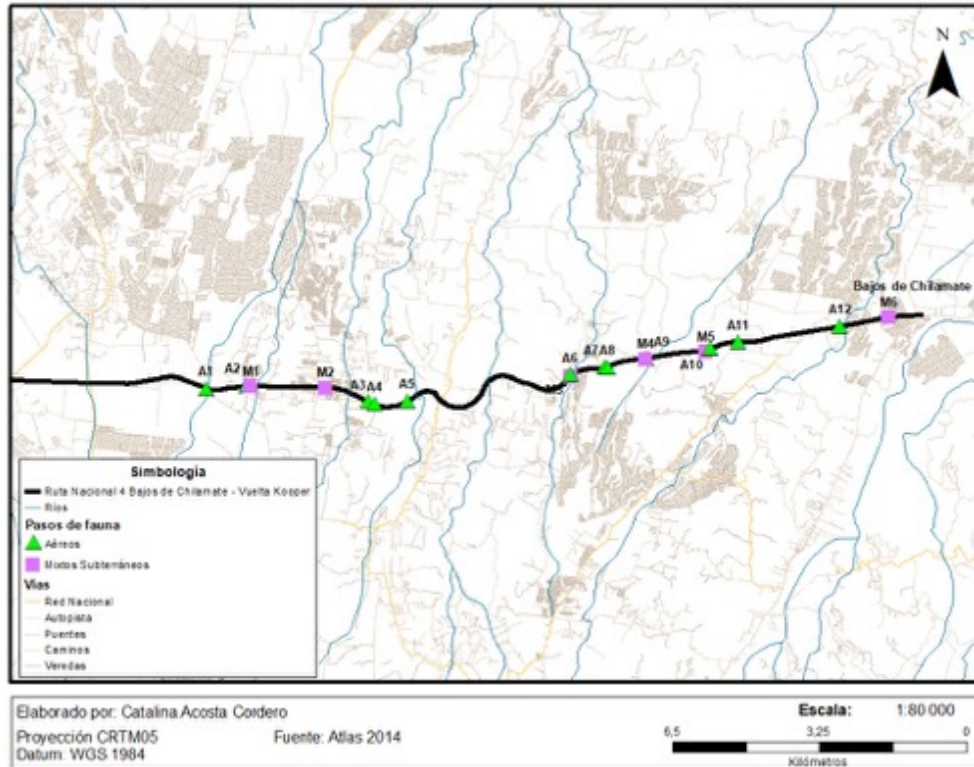 N
Bajos de Chilamate
M6
A12
A11
M5
A9
M4
A10
A7
A8
A6
A1
A2
M1
M2
A3
A4
A5
Simbología
Ruta Nacional 4 Bajos de Chilamate - Vuelta Kooper
Ríos
Pasos de fauna
Aéreos
Mixtos Subterráneos
Vías
Red Nacional
Autopista
Puentes
Caminos
Veredas
Elaborado por: Catalina Acosta Cordero
Proyección CRTM05
Fuente: Atlas 2014
Datum: WGS 1984
Escala: 1:80 000
6,5 3,25 0
Kilómetros